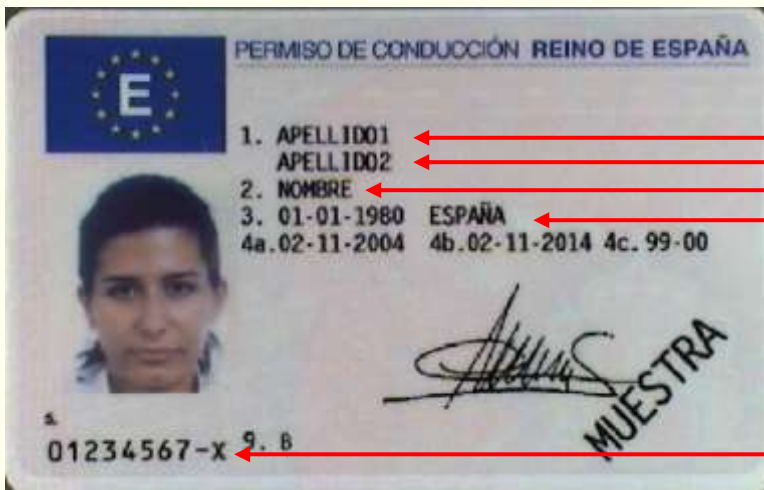 E
PERMISO DE CONDUCCIÓN REINO DE ESPAÑA
1. APELLIDO1
APELLIDO2
2. NOMBRE
3. 01-01-1980 ESPAÑA
4a.02-11-2004 4b.02-11-2014 4c.99-00
MUESTRA
5.
01234567-X 9. B